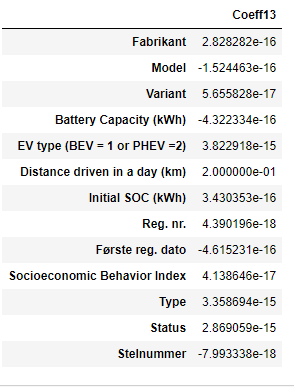 Coeff13
Fabrikant 2.828282e-16
Model -1.524463e-16
Variant 5.655828e-17
Battery Capacity (kWh) -4.322334e-16
EV type (BEV = 1 or PHEV =2) 3.822918e-15
Distance driven in a day (km) 2.000000e-01
Initial SOC (kWh) 3.430353e-16
Reg. nr. 4.390196e-18
Første reg. dato -4.615231e-16
Socioeconomic Behavior Index 4.138646e-17
Type 3.358694e-15
Status 2.869059e-15
Stelnummer -7.993338e-18